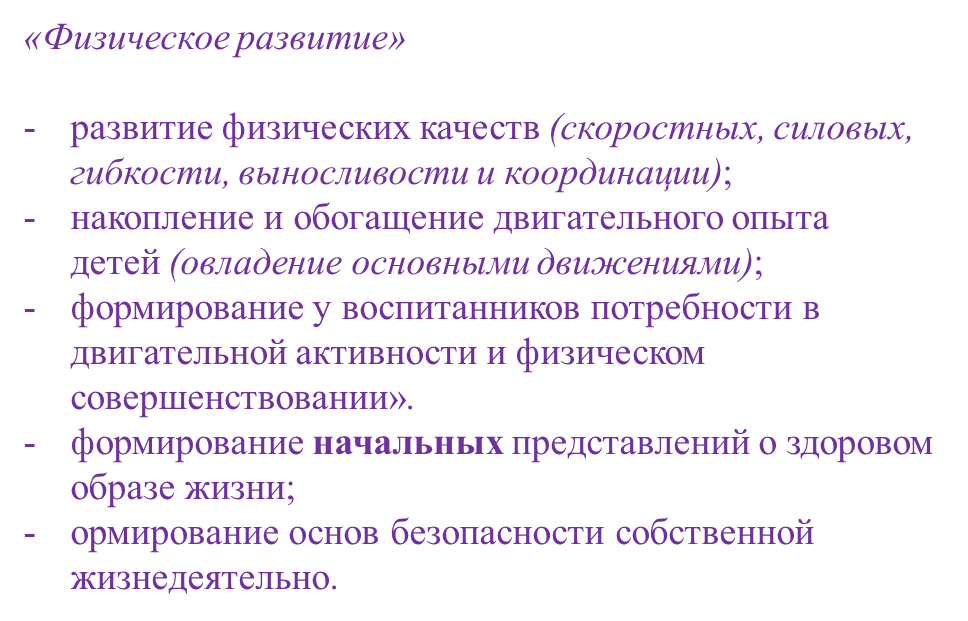 «Физическое развитие»
- развитие физических качеств (скоростных, силовых,
гибкости, выносливости и координации);
- накопление и обогащение двигательного опыта
детей (овладение основными движениями);
- формирование у воспитанников потребности в
двигательной активности и физическом
совершенствовании».
- формирование начальных представлений о здоровом
образе жизни;
- ормирование основ безопасности собственной
жизнедеятельно.